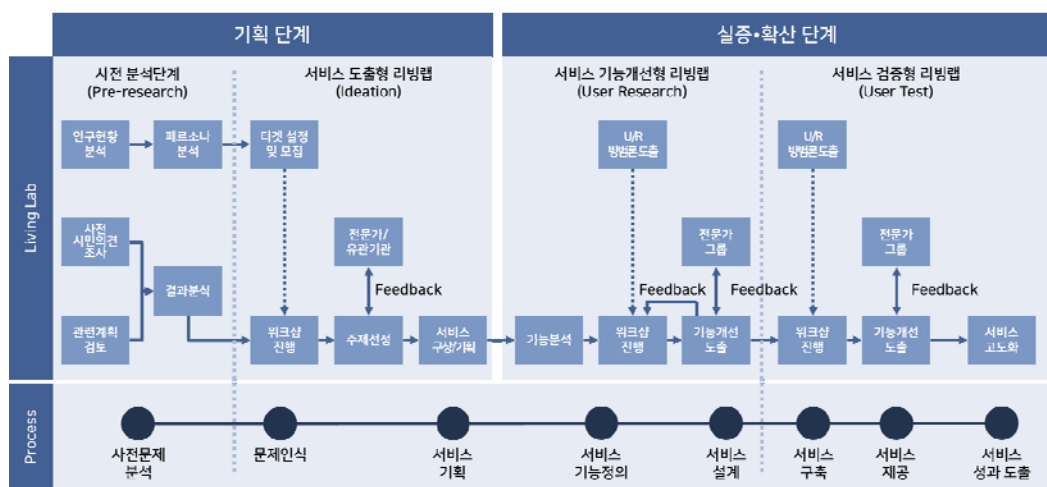 기획 단계
실증•확산 단계
Living Lab
사전 분석단계
(Pre-research)
서비스 도출형 리빙랩
(Ideation)
서비스 기능개선형 리빙랩
(User Research)
서비스 검증형 리빙랩
(User Test)
인구현황
분석
페르소나
분석
타겟 설정
및 모집
U/R
방법론도출
U/R
방법론도출
사전
시민의견
조사
전문가/
유관기관
전문가
그룹
전문가
그룹
결과분석
Feedback
Feedback
Feedback
Feedback
관련계획
검토
워크샵
진행
주제선정
서비스
구상/기획
기능분석
워크샵
진행
기능개선
도출
워크샵
진행
기능개선
도출
서비스
고도화
Process
사전문제
분석
문제인식
서비스
기획
서비스
기능정의
서비스
설계
서비스
구축
서비스
제공
서비스
성과 도출